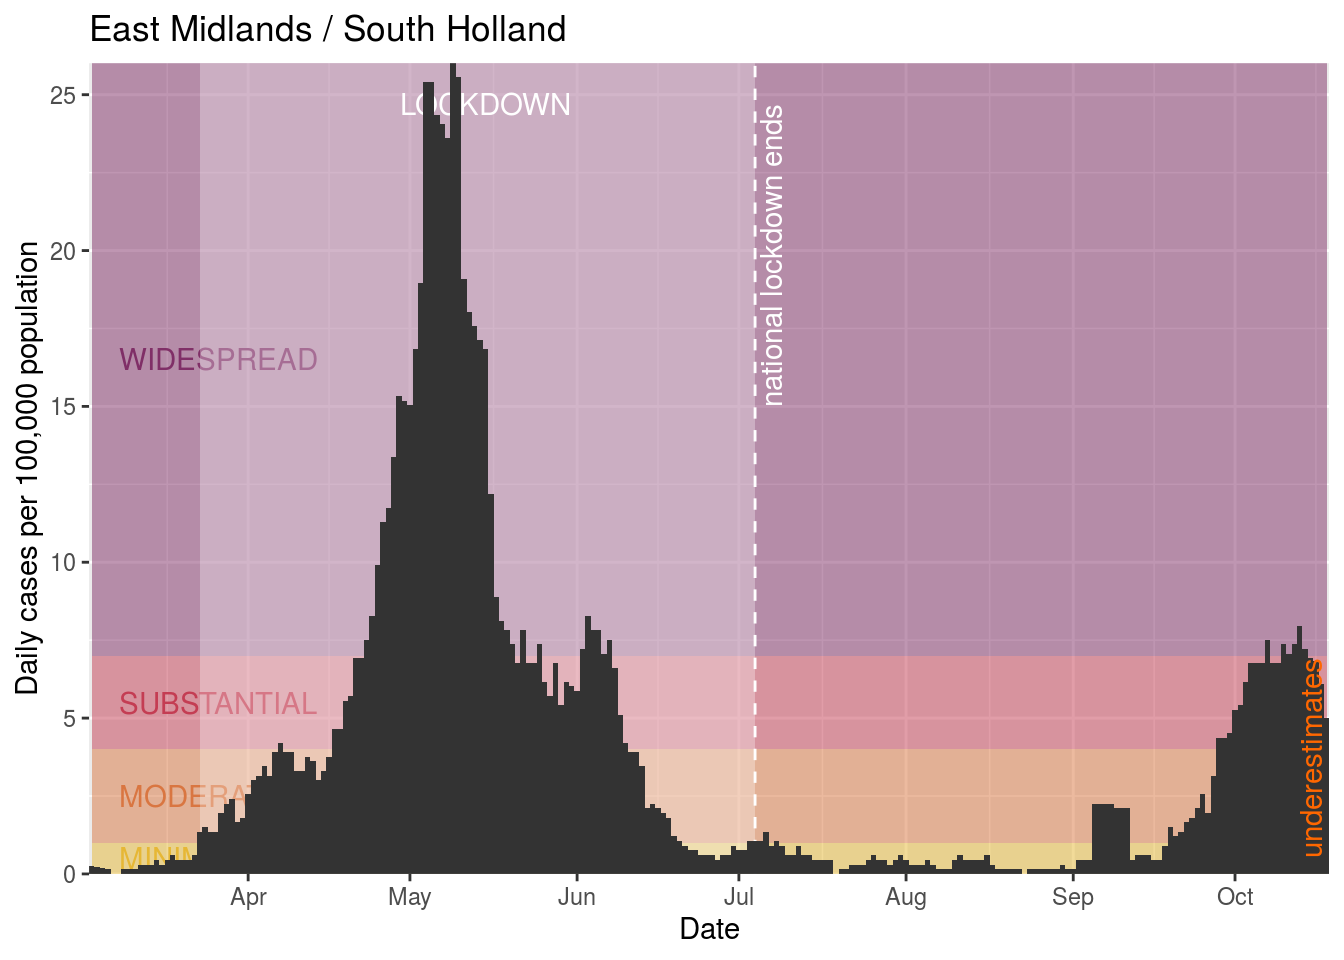 East Midlands / South Holland
Daily cases per 100,000 population
25
20
15
10
5
0
LOCKDOWN
national lockdown ends
WIDESPREAD
SUBSTANTIAL
underestimates
Apr
May
Jun
Jul
Aug
Sep
Oct
Date